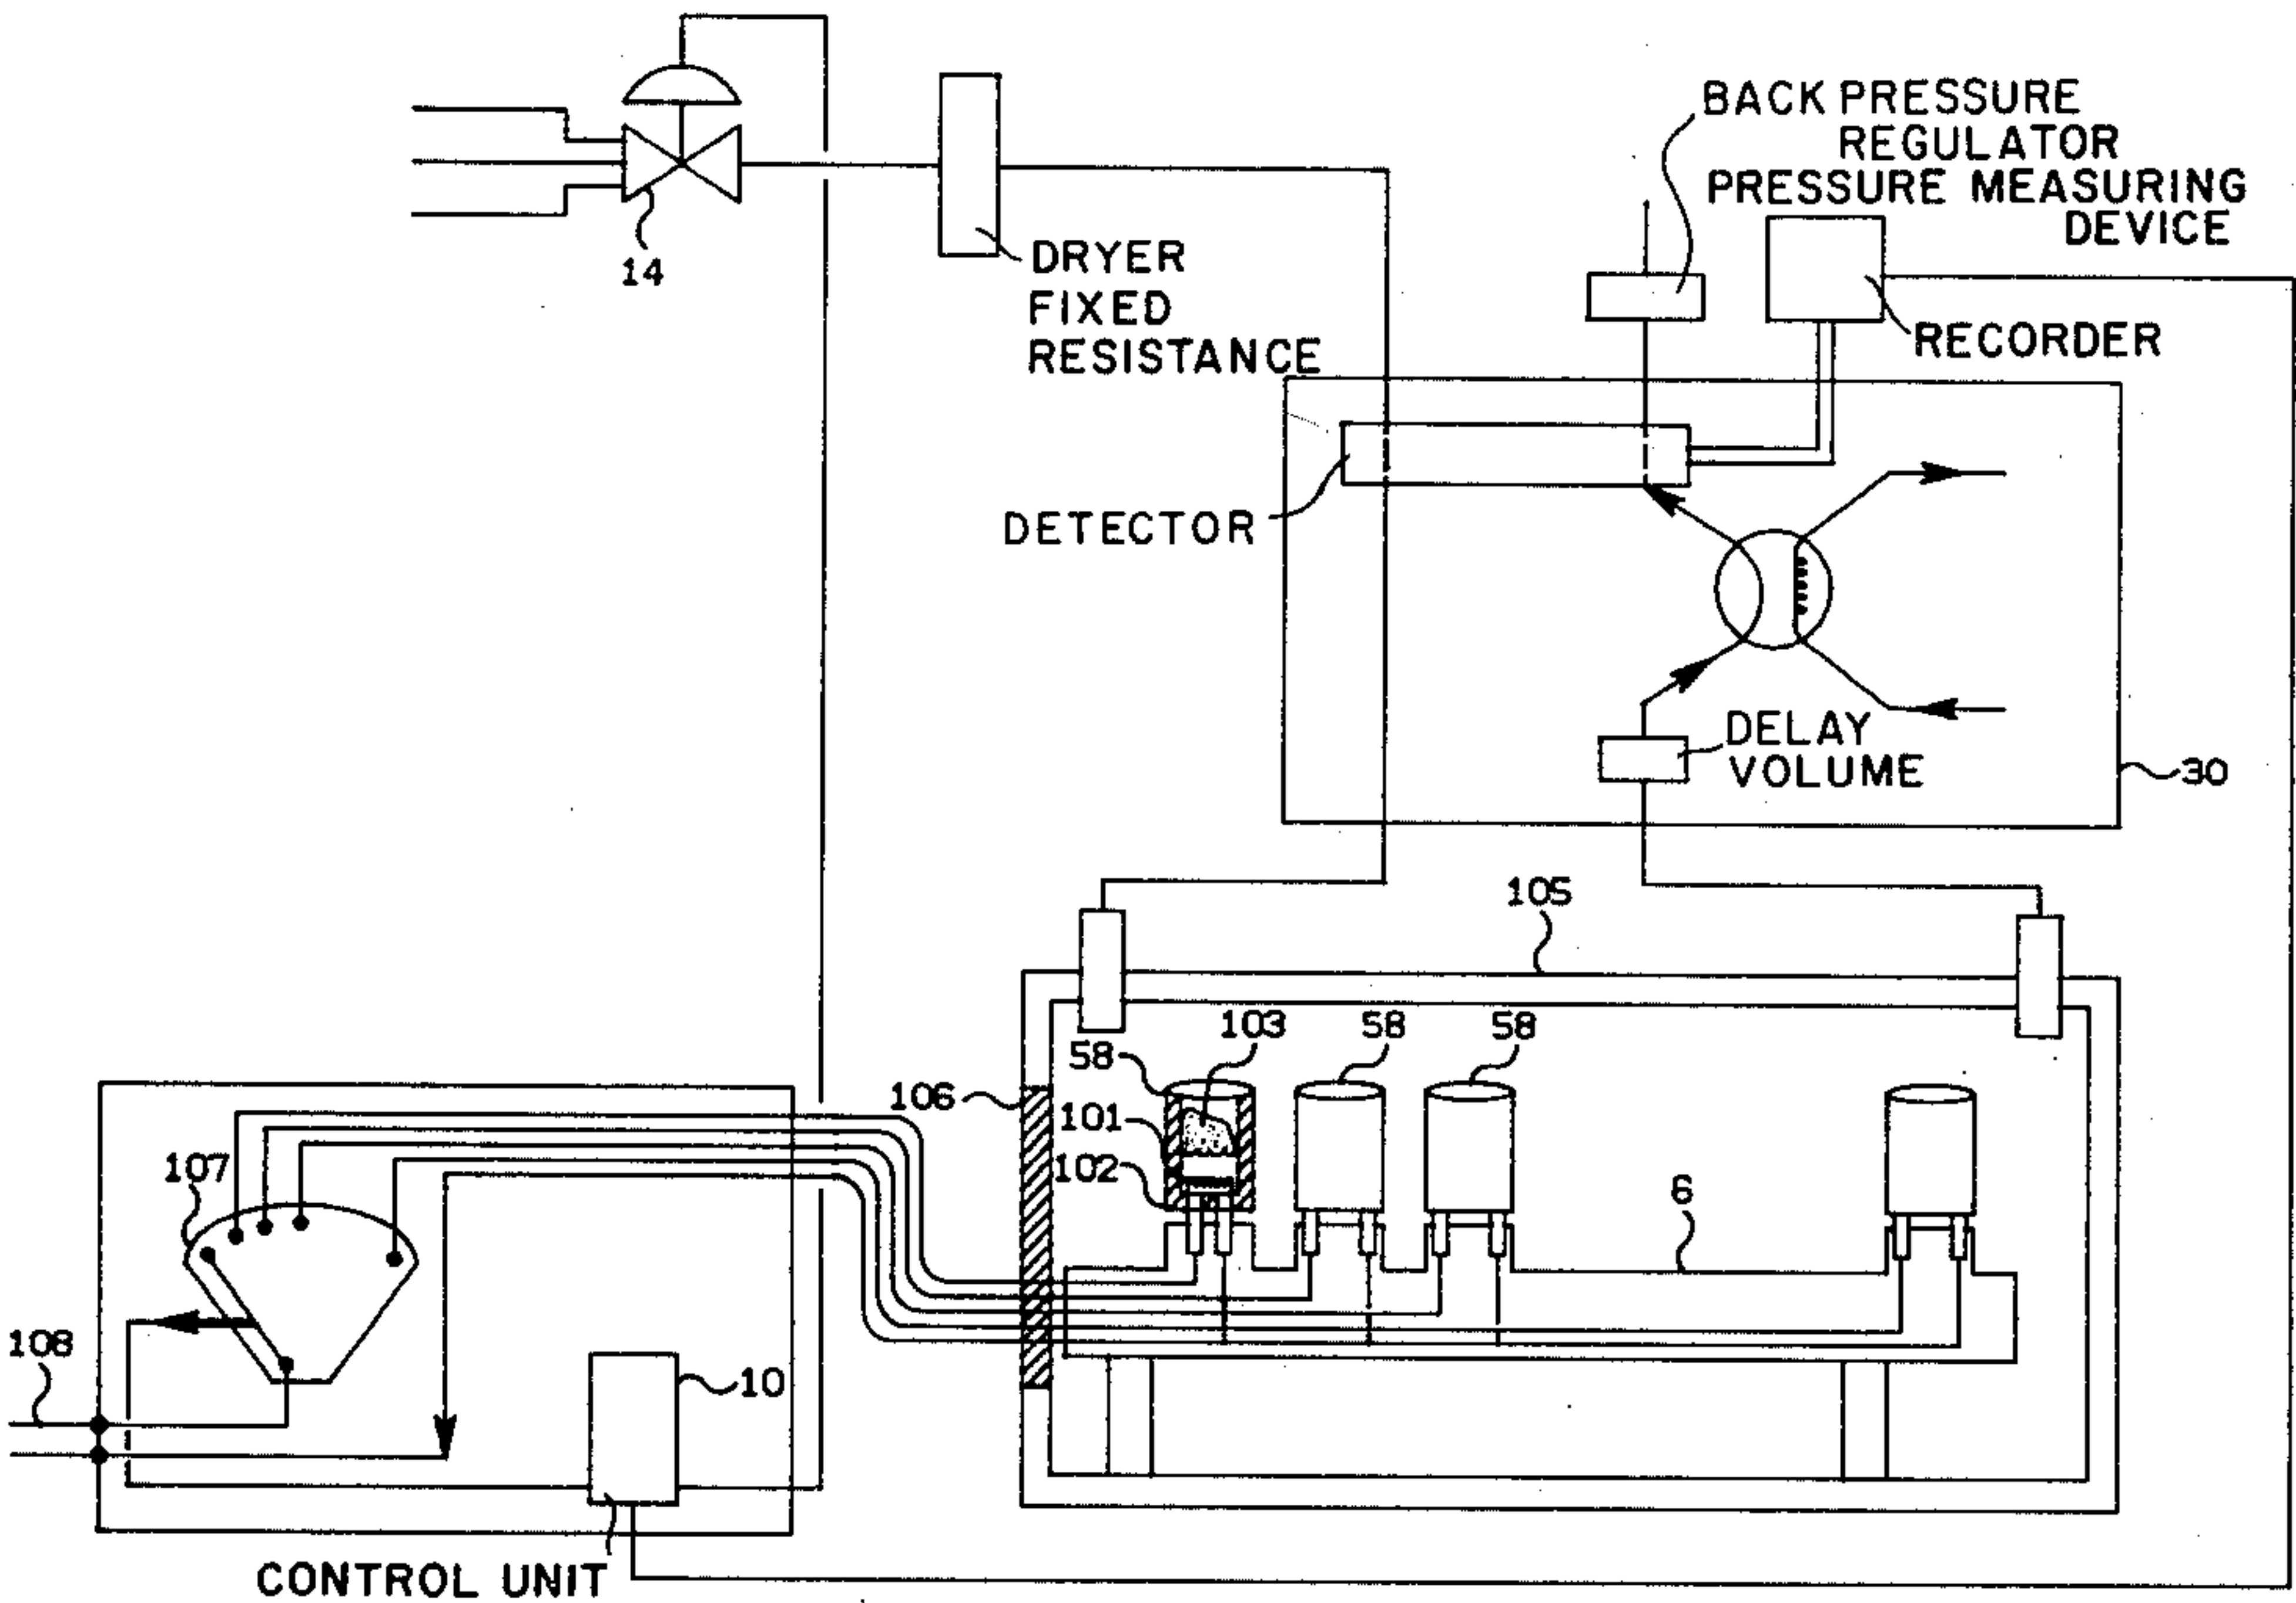 BACK PRESSURE
REGULATOR
PRESSURE MEASURING
DEVICE
14
DRYER
FIXED
RESISTANCE
RECORDER
DETECTOR
DELAY
VOLUME
30
105
103
58
58
58
106
101
102
107
6
108
10
CONTROL UNIT